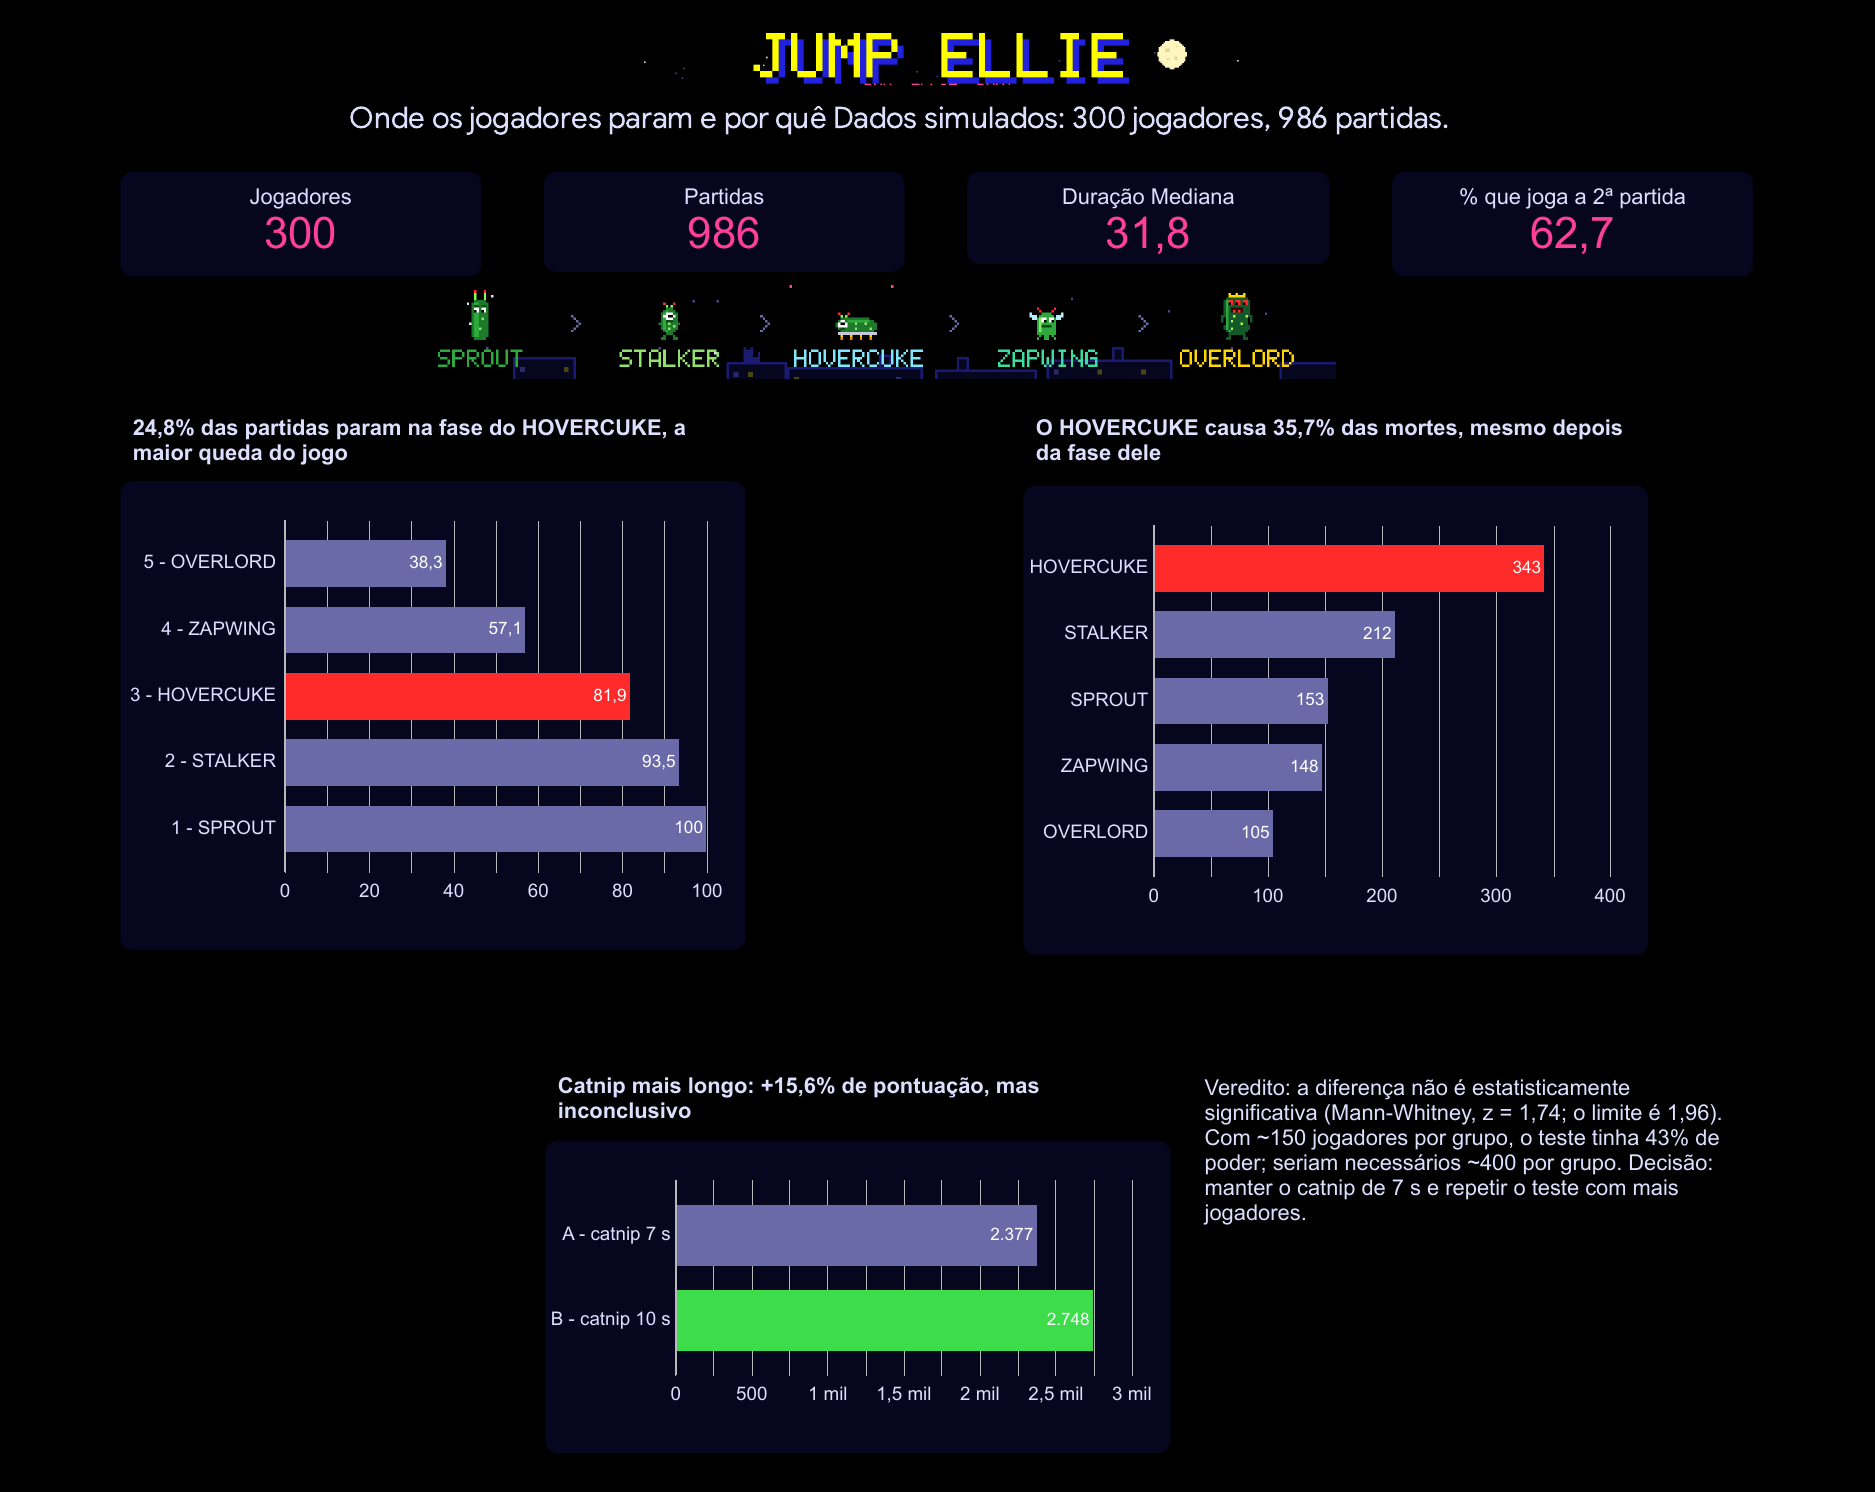 JUMP ELLIE
Onde os jogadores param e por quê Dados simulados: 300 jogadores, 986 partidas.
Jogadores
300
Partidas
986
Duração Mediana
31,8
% que joga a 2ª partida
62,7
SPROUT
STALKER
HOVERCUKE
ZAPWING
OVERLORD
24,8% das partidas param na fase do HOVERCUKE, a
maior queda do jogo
5 - OVERLORD
38,3
4 - ZAPWING
57,1
3 - HOVERCUKE
81,9
2 - STALKER
93,5
1 - SPROUT
100
0 20 40 60 80 100
O HOVERCUKE causa 35,7% das mortes, mesmo depois
da fase dele
HOVERCUKE
343
STALKER
212
SPROUT
153
ZAPWING
148
OVERLORD
105
0 100 200 300 400
Catnip mais longo: +15,6% de pontuação, mas
inconclusivo
A - catnip 7 s
2.377
B - catnip 10 s
2.748
0 500 1 mil 1,5 mil 2 mil 2,5 mil 3 mil
Veredito: a diferença não é estatisticamente
significativa (Mann-Whitney, z = 1,74; o limite é 1,96).
Com ~150 jogadores por grupo, o teste tinha 43% de
poder; seriam necessários ~400 por grupo. Decisão:
manter o catnip de 7 s e repetir o teste com mais
jogadores.